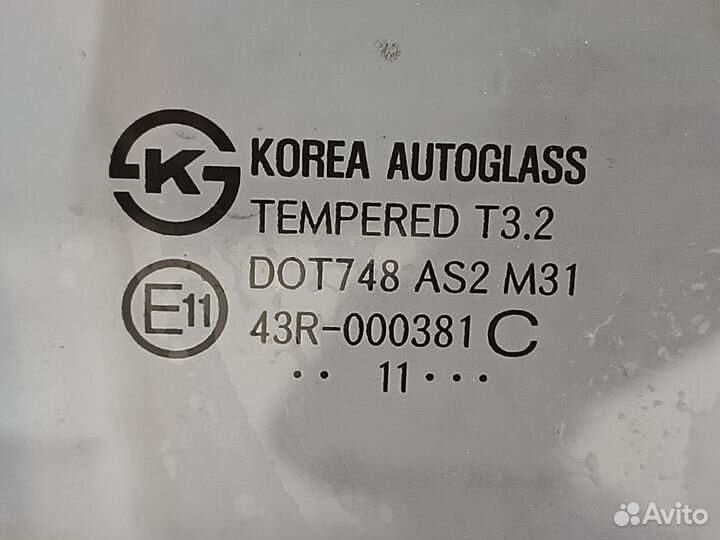 K KOREA AUTOGLASS
TEMPERED T3.2
DOT748 AS2 M31
E11 43R-000381 C
·· 11 ···
Avito